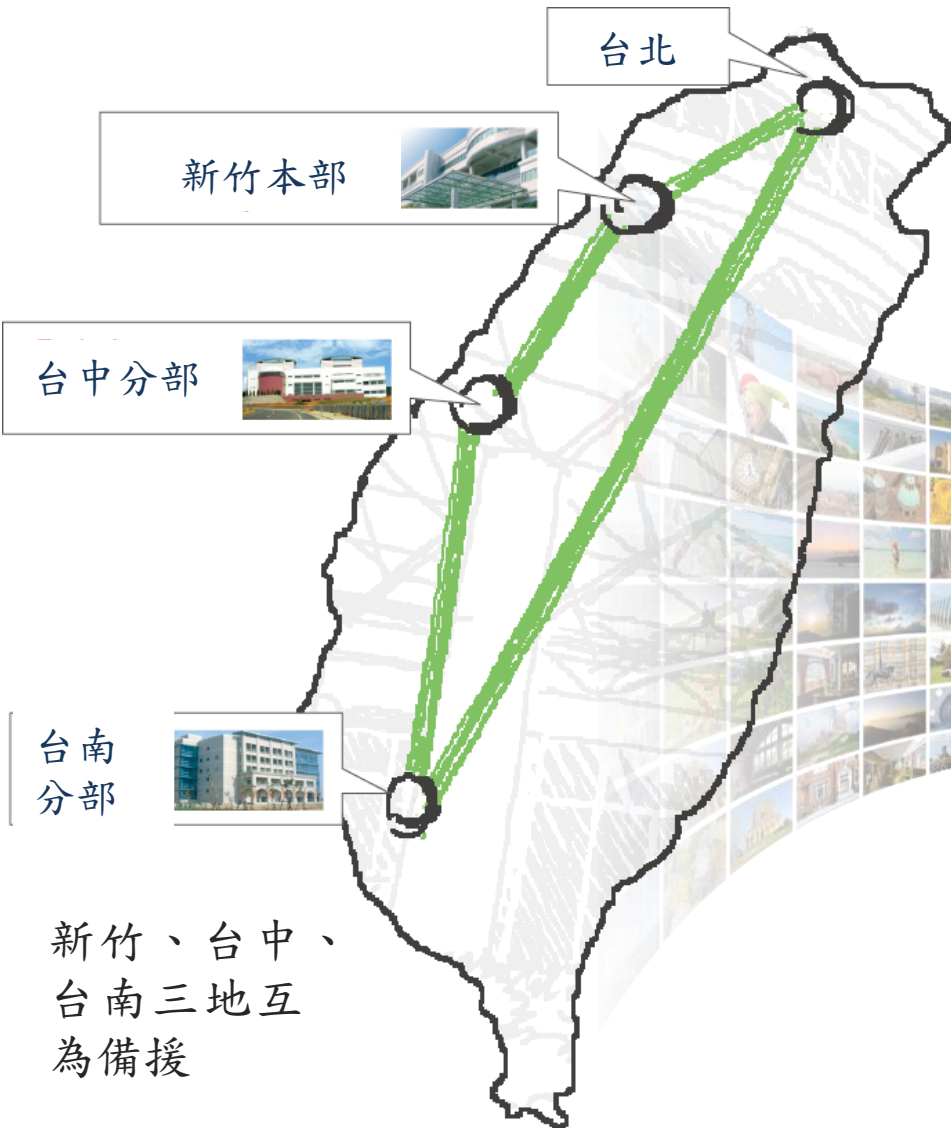 台北
新竹本部
台中分部
台南
分部
新竹、台中、
台南三地互
為備援